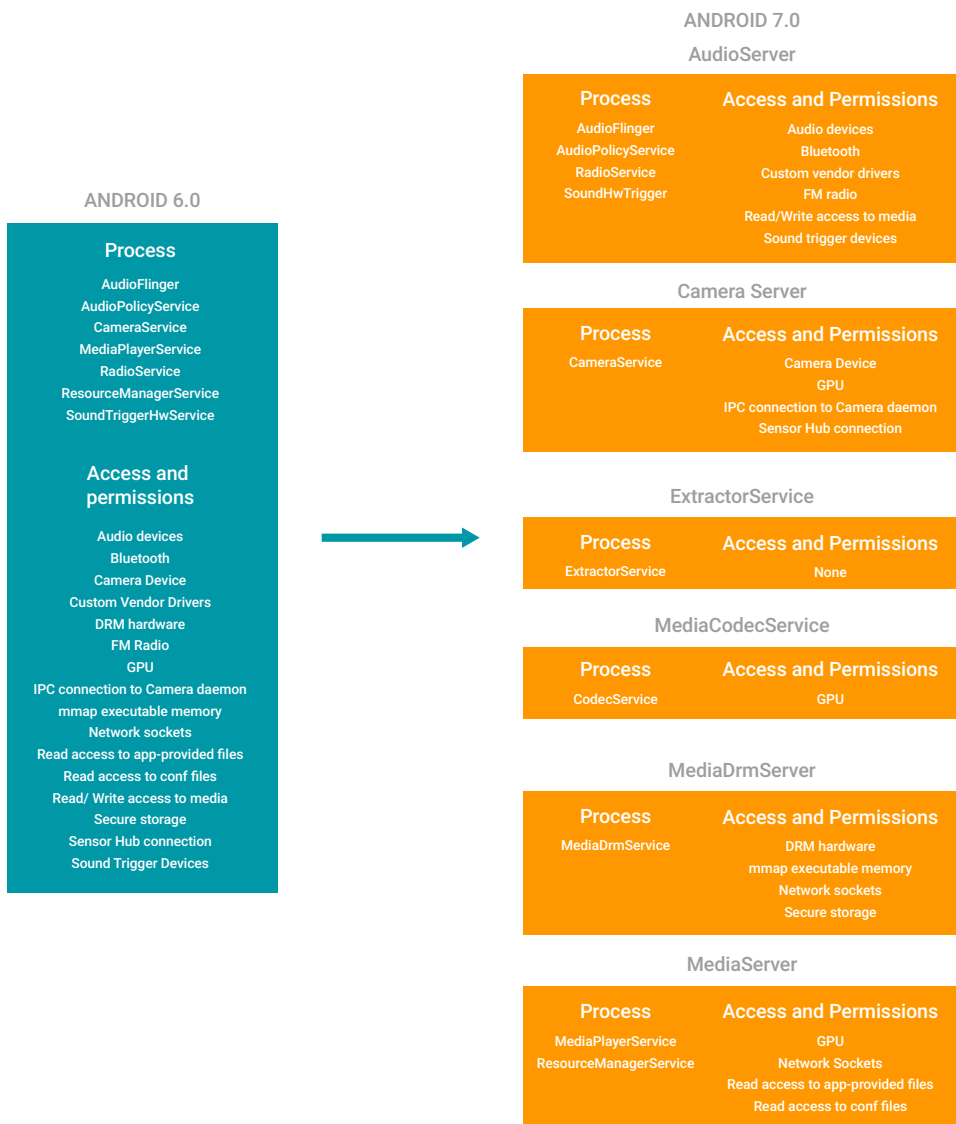 ANDROID 6.0
Process
AudioFlinger
AudioPolicyService
CameraService
MediaPlayerService
RadioService
ResourceManagerService
SoundTriggerHwService
Access and
permissions
Audio devices
Bluetooth
Camera Device
Custom Vendor Drivers
DRM hardware
FM Radio
GPU
IPC connection to Camera daemon
mmap executable memory
Network sockets
Read access to app-provided files
Read access to conf files
Read/ Write access to media
Secure storage
Sensor Hub connection
Sound Trigger Devices
ANDROID 7.0
AudioServer
Process
AudioFlinger
AudioPolicyService
RadioService
SoundHwTrigger
Access and Permissions
Audio devices
Bluetooth
Custom vendor drivers
FM radio
Read/Write access to media
Sound trigger devices
Camera Server
Process
CameraService
Access and Permissions
Camera Device
GPU
IPC connection to Camera daemon
Sensor Hub connection
ExtractorService
Process
ExtractorService
Access and Permissions
None
MediaCodecService
Process
CodecService
Access and Permissions
GPU
MediaDrmServer
Process
MediaDrmService
Access and Permissions
DRM hardware
mmap executable memory
Network sockets
Secure storage
MediaServer
Process
MediaPlayerService
ResourceManagerService
Access and Permissions
GPU
Network Sockets
Read access to app-provided files
Read access to conf files